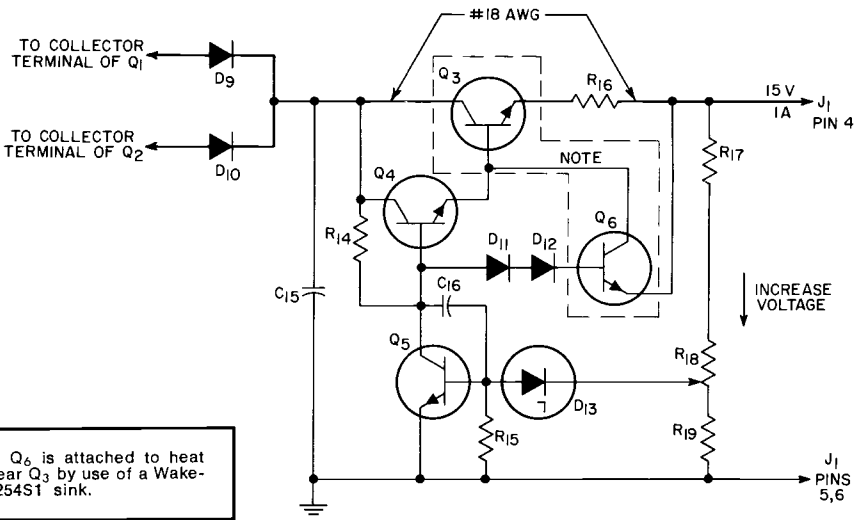 #18 AWG
TO COLLECTOR
TERMINAL OF Q1
D9
Q3
R16
15 V
1A
J1
PIN 4
TO COLLECTOR
TERMINAL OF Q2
D10
NOTE
R17
Q4
Q6
R14
D11
D12
C15
C16
INCREASE
VOLTAGE
Q5
R18
D13
R15
R19
Q6 is attached to heat
ear Q3 by use of a Wake-
254S1 sink.
J1
PINS
5,6